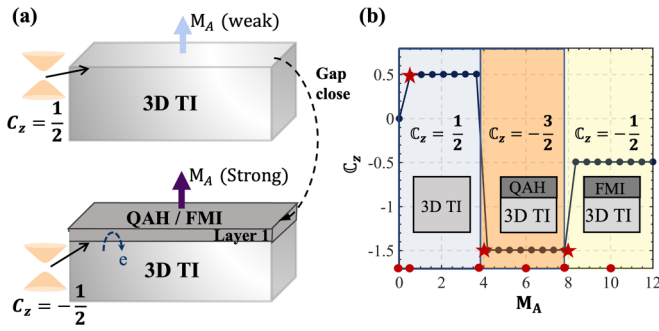 (a)
M_A (weak)
3D TI
C_z = 1/2
Gap
close
M_A (Strong)
QAH / FMI
Layer 1
e
3D TI
C_z = −1/2
(b)
ℂ_z
0.5
0
-0.5
-1
-1.5
ℂ_z = 1/2
ℂ_z = −3/2
ℂ_z = −1/2
3D TI
QAH
3D TI
FMI
3D TI
0 2 4 6 8 10 12
M_A